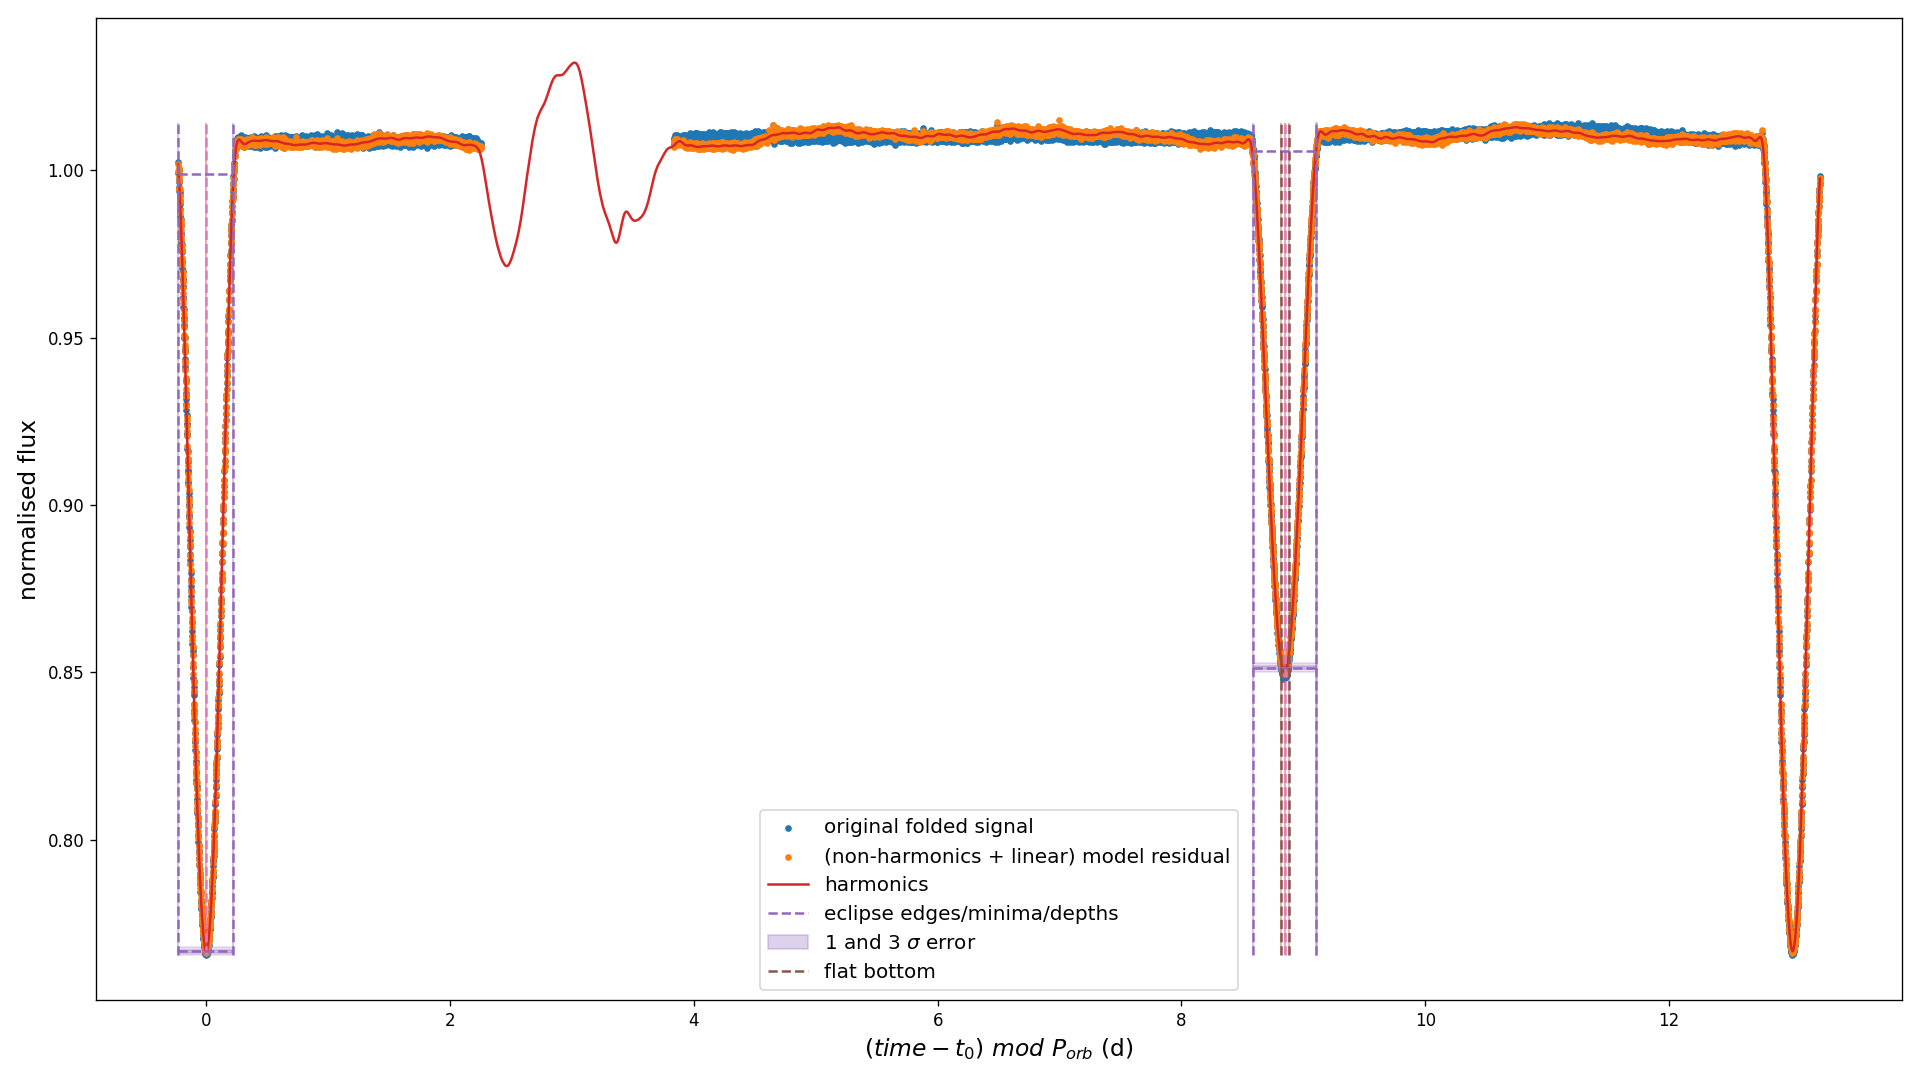 normalised flux
1.00
0.95
0.90
0.85
0.80
original folded signal
(non-harmonics + linear) model residual
harmonics
eclipse edges/minima/depths
1 and 3 σ error
flat bottom
0 2 4 6 8 10 12
(time − t₀) mod Pₒᵣb (d)